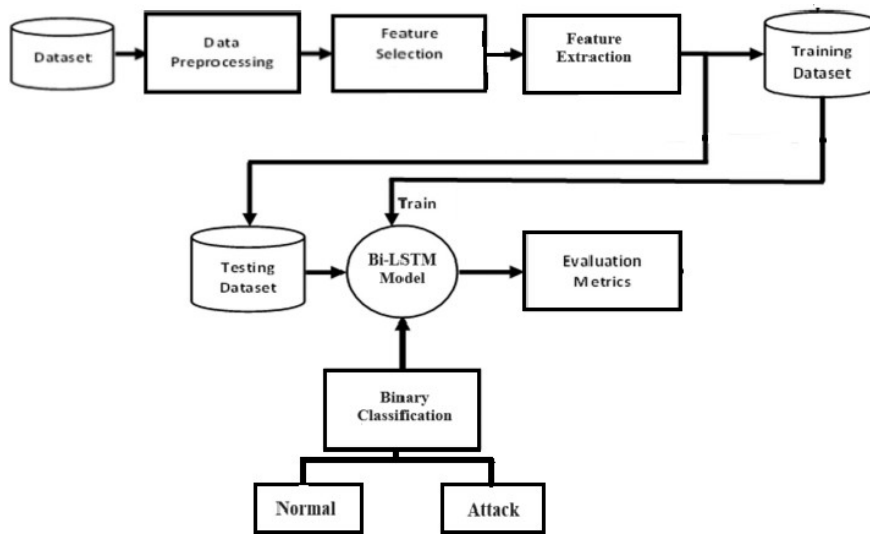 Dataset
Data
Preprocessing
Feature
Selection
Feature
Extraction
Training
Dataset
Train
Testing
Dataset
Bi-LSTM
Model
Evaluation
Metrics
Binary
Classification
Normal
Attack